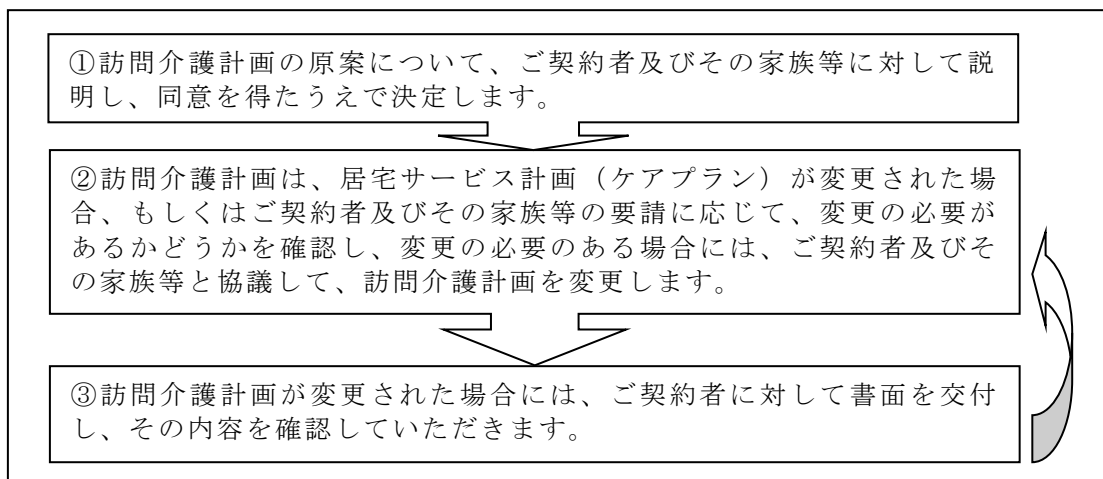 ①訪問介護計画の原案について、ご契約者及びその家族等に対して説
明し、同意を得たうえで決定します。
②訪問介護計画は、居宅サービス計画（ケアプラン）が変更された場
合、もしくはご契約者及びその家族等の要請に応じて、変更の必要が
あるかどうかを確認し、変更の必要のある場合には、ご契約者及びそ
の家族等と協議して、訪問介護計画を変更します。
③訪問介護計画が変更された場合には、ご契約者に対して書面を交付
し、その内容を確認していただきます。